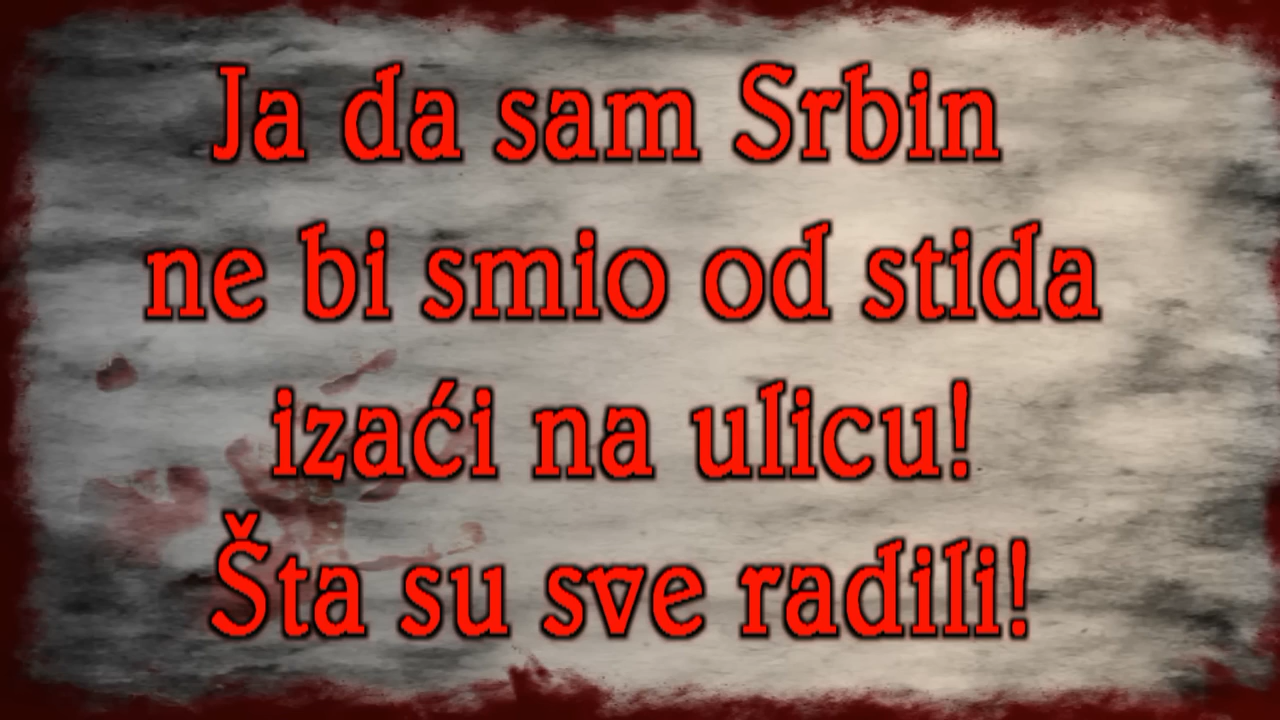 Ja da sam Srbin
ne bi smio od stida
izaći na ulicu!
Šta su sve radili!